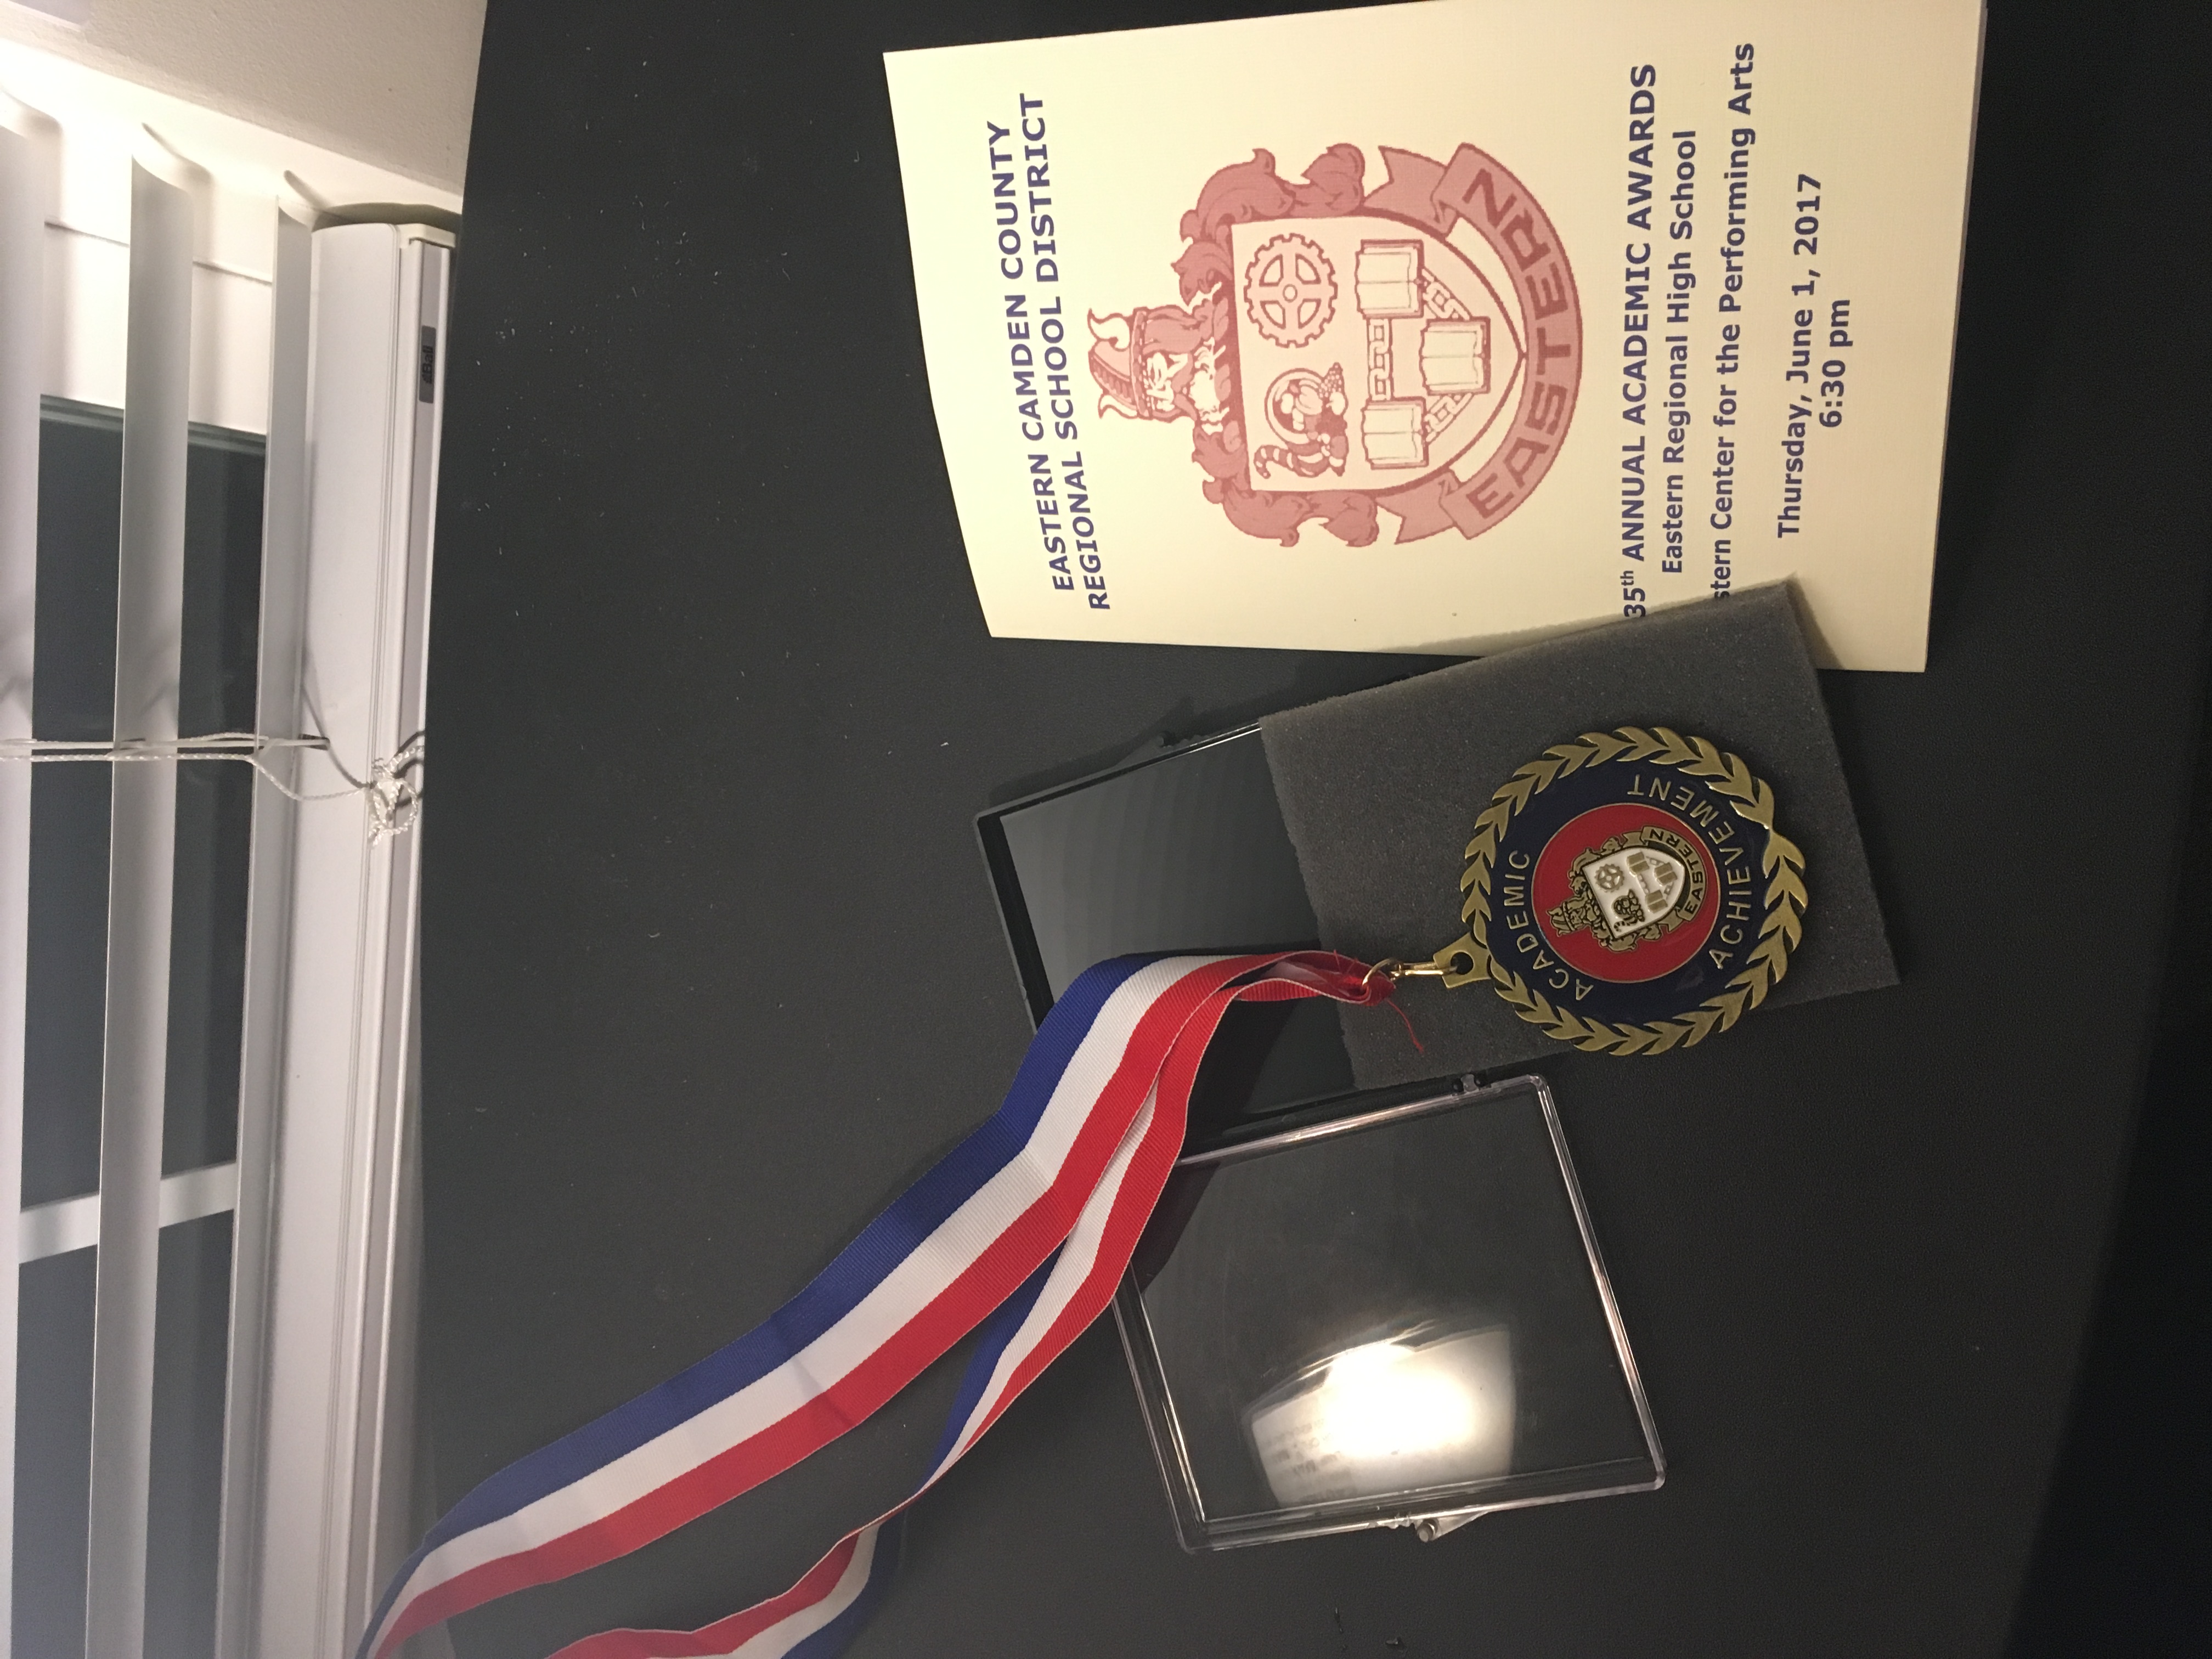 Bali
EASTERN CAMDEN COUNTY
REGIONAL SCHOOL DISTRICT
EASTERN
35th ANNUAL ACADEMIC AWARDS
Eastern Regional High School
stern Center for the Performing Arts
Thursday, June 1, 2017
6:30 pm
ACADEMIC
EASTERN
ACHIEVEMENT